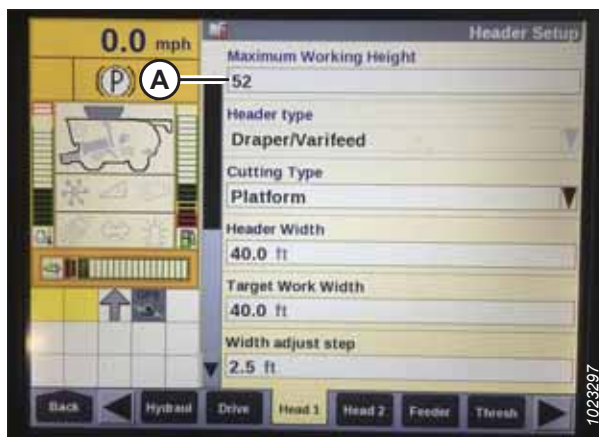 0.0 mph
(P)
A
Header Setup
Maximum Working Height
52
Header type
Draper/Varifeed
Cutting Type
Platform
Header Width
40.0 ft
Target Work Width
40.0 ft
Width adjust step
2.5 ft
Back
Hydraul
Drive
Head 1
Head 2
Feeder
Thresh
1023297